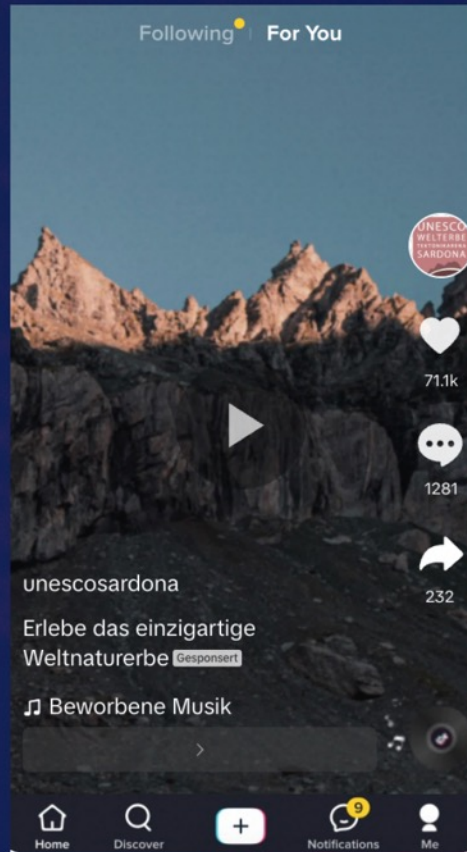 Following For You
UNESCO
WELTERBE
TEKTONIKARENA
SARDONA
71.1k
1281
232
unescosardona
Erlebe das einzigartige
Weltnaturerbe Gesponsert
Beworbene Musik
9
Home Discover Notifications Me